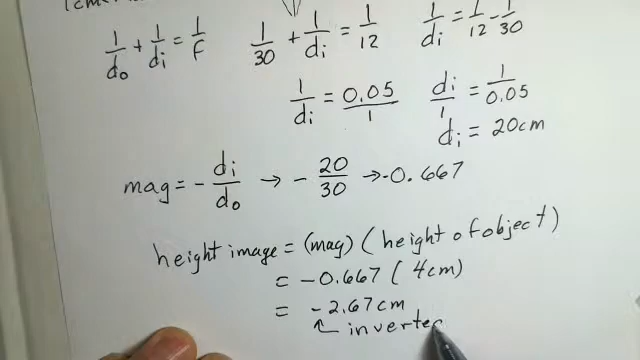 1cm
1/do + 1/di = 1/f   1/30 + 1/di = 1/12   1/di = 1/12 - 1/30
1/di = 0.05/1   di/1 = 1/0.05
di = 20cm
mag = - di/do → - 20/30 → -0.667
height image = (mag) (height of object)
= -0.667 (4cm)
= -2.67cm
↖ inverte